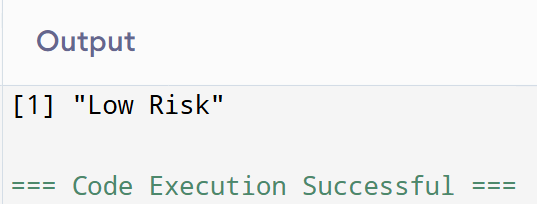 Output
[1] "Low Risk"
=== Code Execution Successful ===